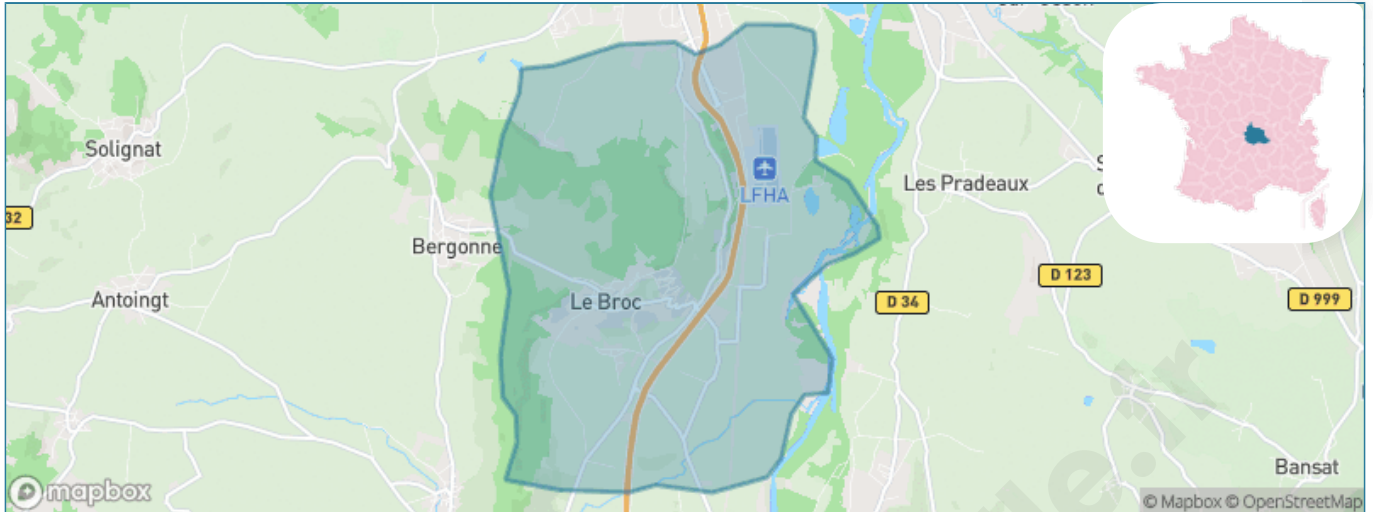 Solignat
32
Les Pradeaux
LFHA
Bergonne
D 123
Antoingt
Le Broc
D 34
D 999
Bansat
mapbox
© Mapbox © OpenStreetMap